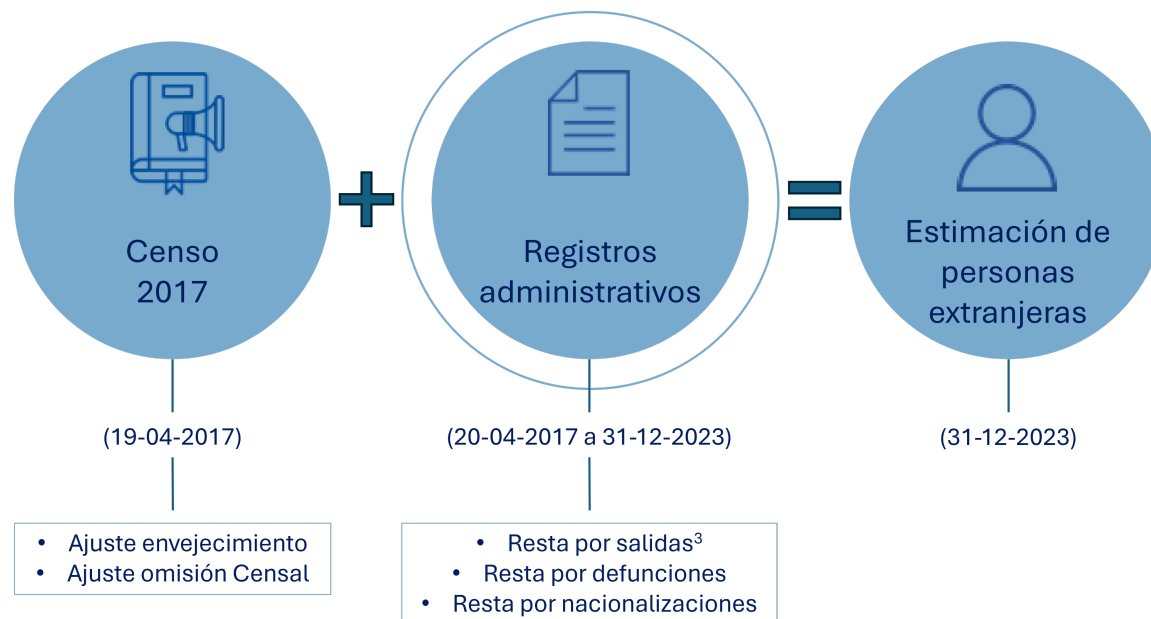 Censo
2017
+
Registros
administrativos
=
Estimación de
personas
extranjeras
(19-04-2017)
(20-04-2017 a 31-12-2023)
(31-12-2023)
• Ajuste envejecimiento
• Ajuste omisión Censal
• Resta por salidas³
• Resta por defunciones
• Resta por nacionalizaciones